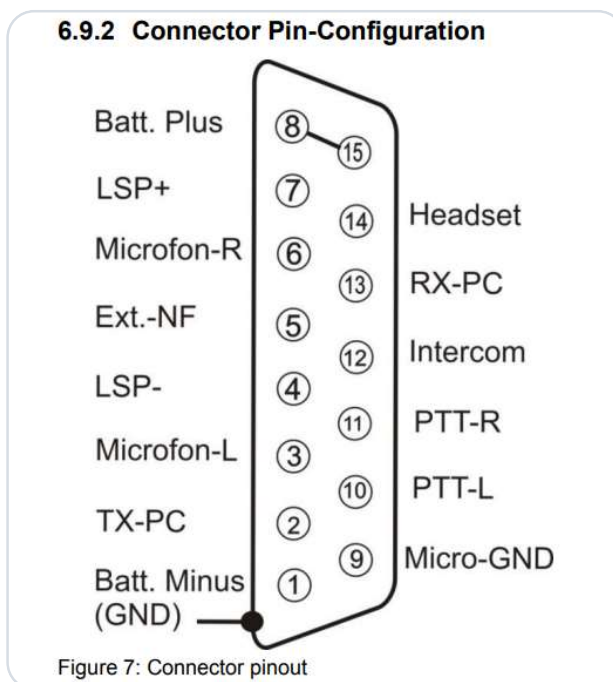 6.9.2 Connector Pin-Configuration
Batt. Plus
8
15
LSP+
7
14
Headset
Microfon-R
6
13
RX-PC
Ext.-NF
5
12
Intercom
LSP-
4
11
PTT-R
Microfon-L
3
10
PTT-L
TX-PC
2
9
Micro-GND
Batt. Minus
(GND)
1
Figure 7: Connector pinout